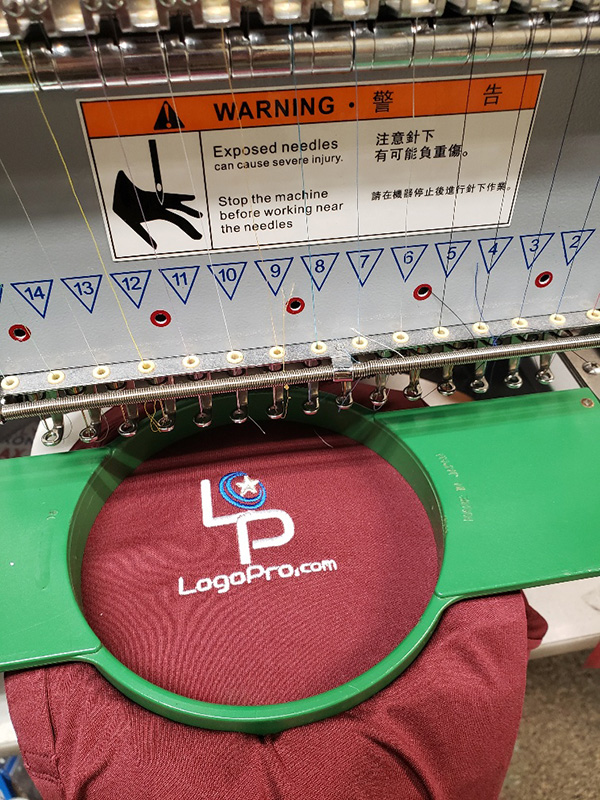 WARNING · 警 告
Exposed needles
can cause severe injury.
Stop the machine
before working near
the needles
注意針下
有可能負重傷。
請在機器停止後進行針下作業。
14 13 12 11 10 9 8 7 6 5 4 3 2
LP
LogoPro.com